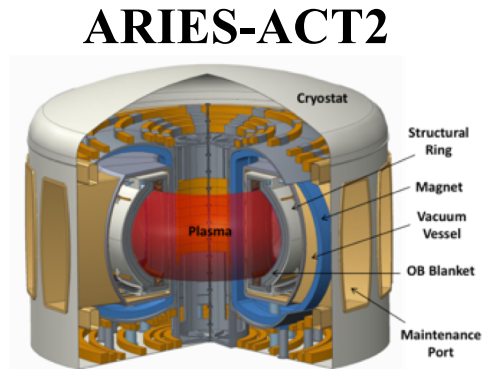 ARIES-ACT2
Cryostat
Structural
Ring
Magnet
Plasma
Vacuum
Vessel
OB Blanket
Maintenance
Port